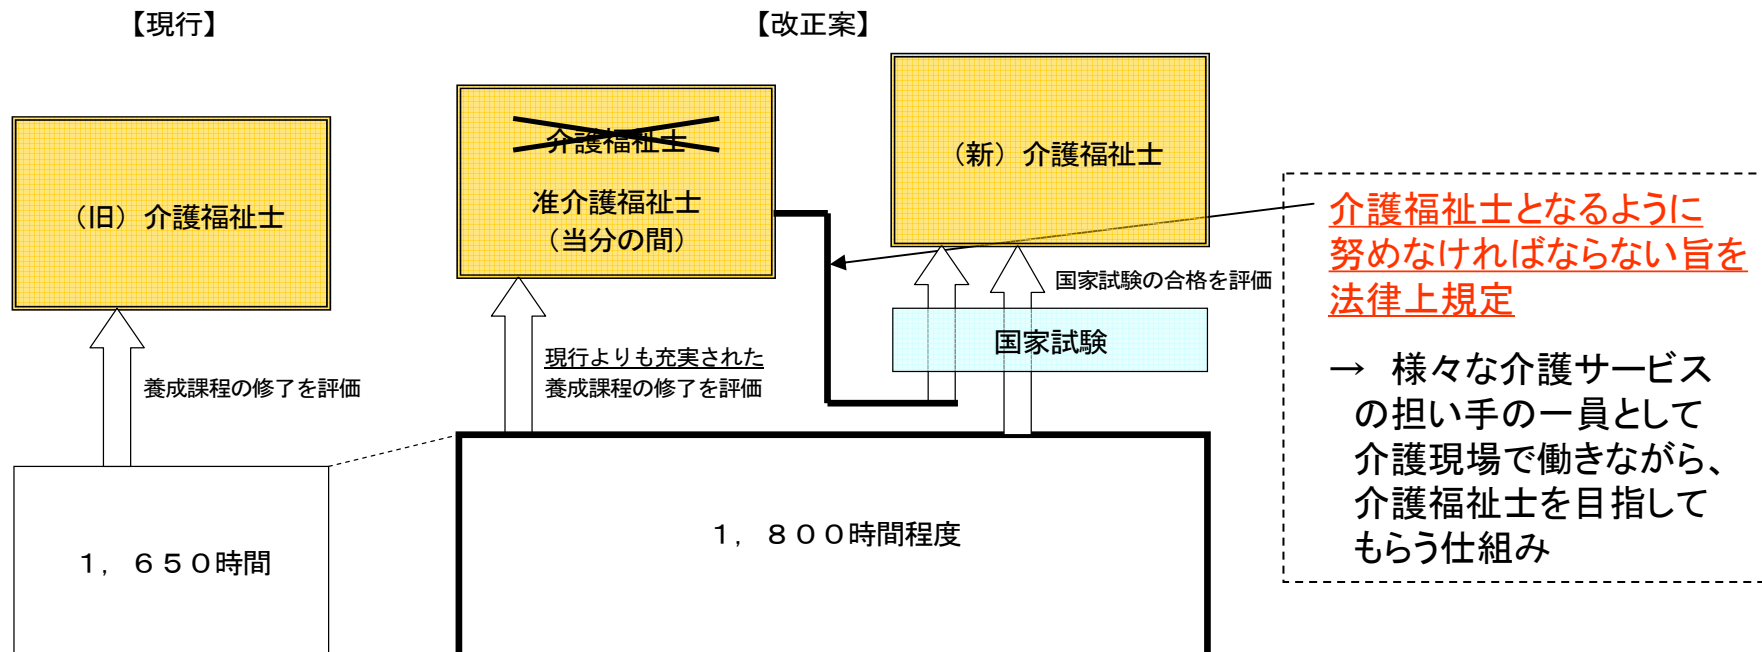 【現行】
【改正案】
（旧）介護福祉士
養成課程の修了を評価
１，６５０時間
介護福祉士
准介護福祉士
（当分の間）
現行よりも充実された
養成課程の修了を評価
（新）介護福祉士
国家試験の合格を評価
国家試験
１，８００時間程度
介護福祉士となるように
努めなければならない旨を
法律上規定
→　様々な介護サービス
の担い手の一員として
介護現場で働きながら、
介護福祉士を目指して
もらう仕組み